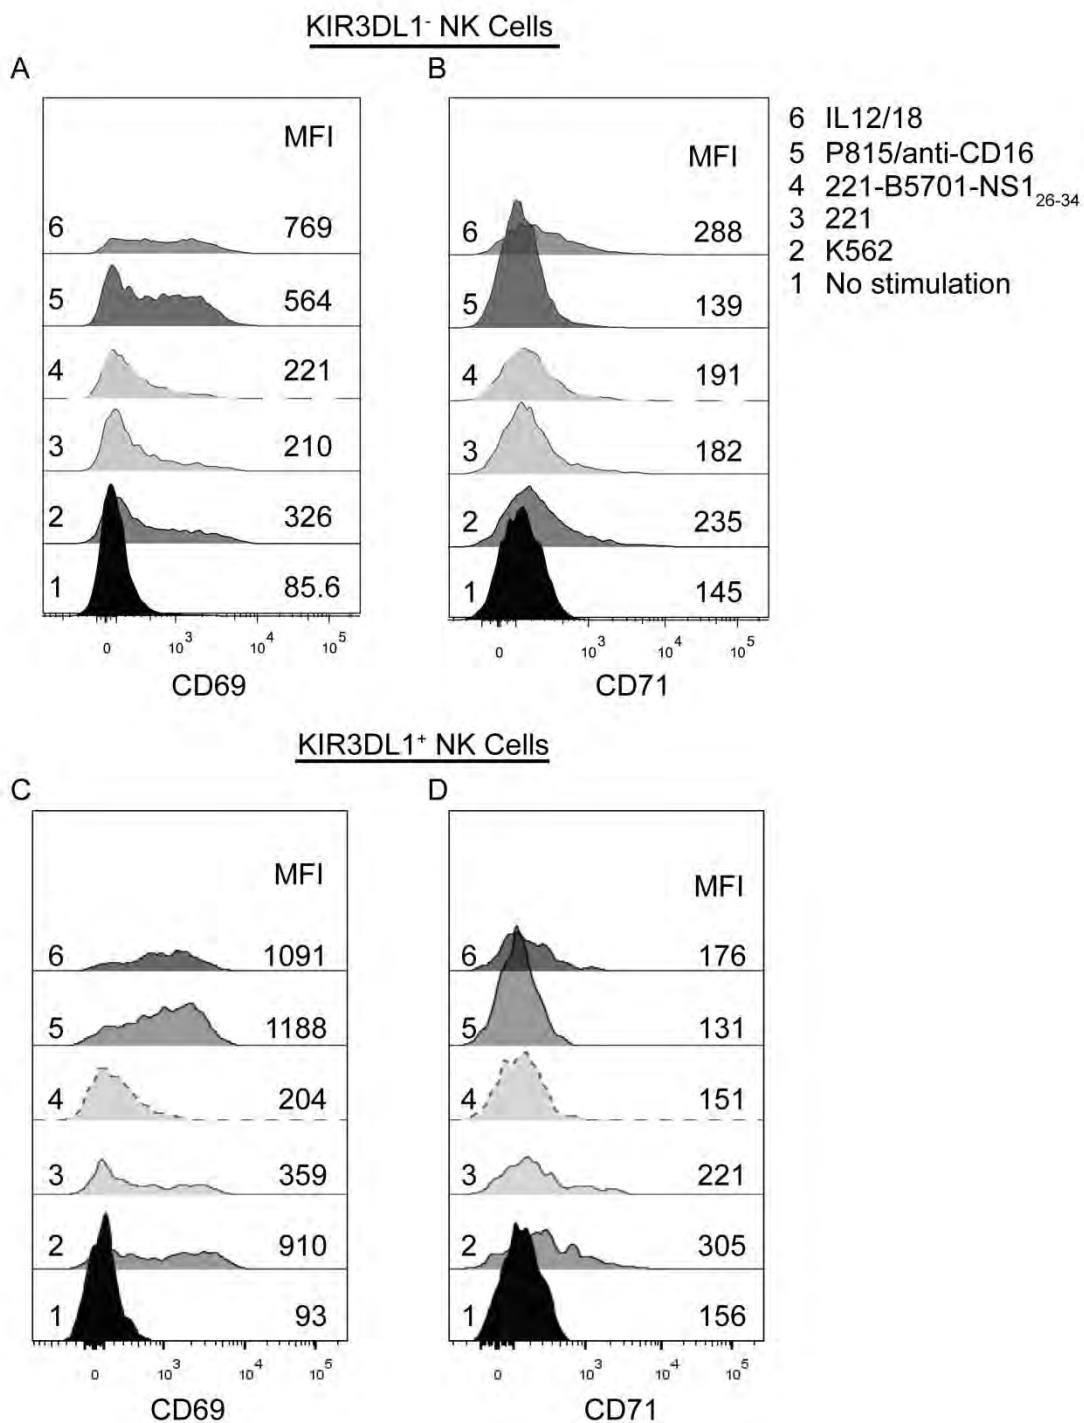 KIR3DL1⁻ NK Cells
A
B
MFI
6 769
5 564
4 221
3 210
2 326
1 85.6
0 10³ 10⁴ 10⁵
CD69
MFI
6 288
5 139
4 191
3 182
2 235
1 145
0 10³ 10⁴ 10⁵
CD71
6 IL12/18
5 P815/anti-CD16
4 221-B5701-NS1₂₆₋₃₄
3 221
2 K562
1 No stimulation
KIR3DL1⁺ NK Cells
C
D
MFI
6 1091
5 1188
4 204
3 359
2 910
1 93
0 10³ 10⁴ 10⁵
CD69
MFI
6 176
5 131
4 151
3 221
2 305
1 156
0 10³ 10⁴ 10⁵
CD71